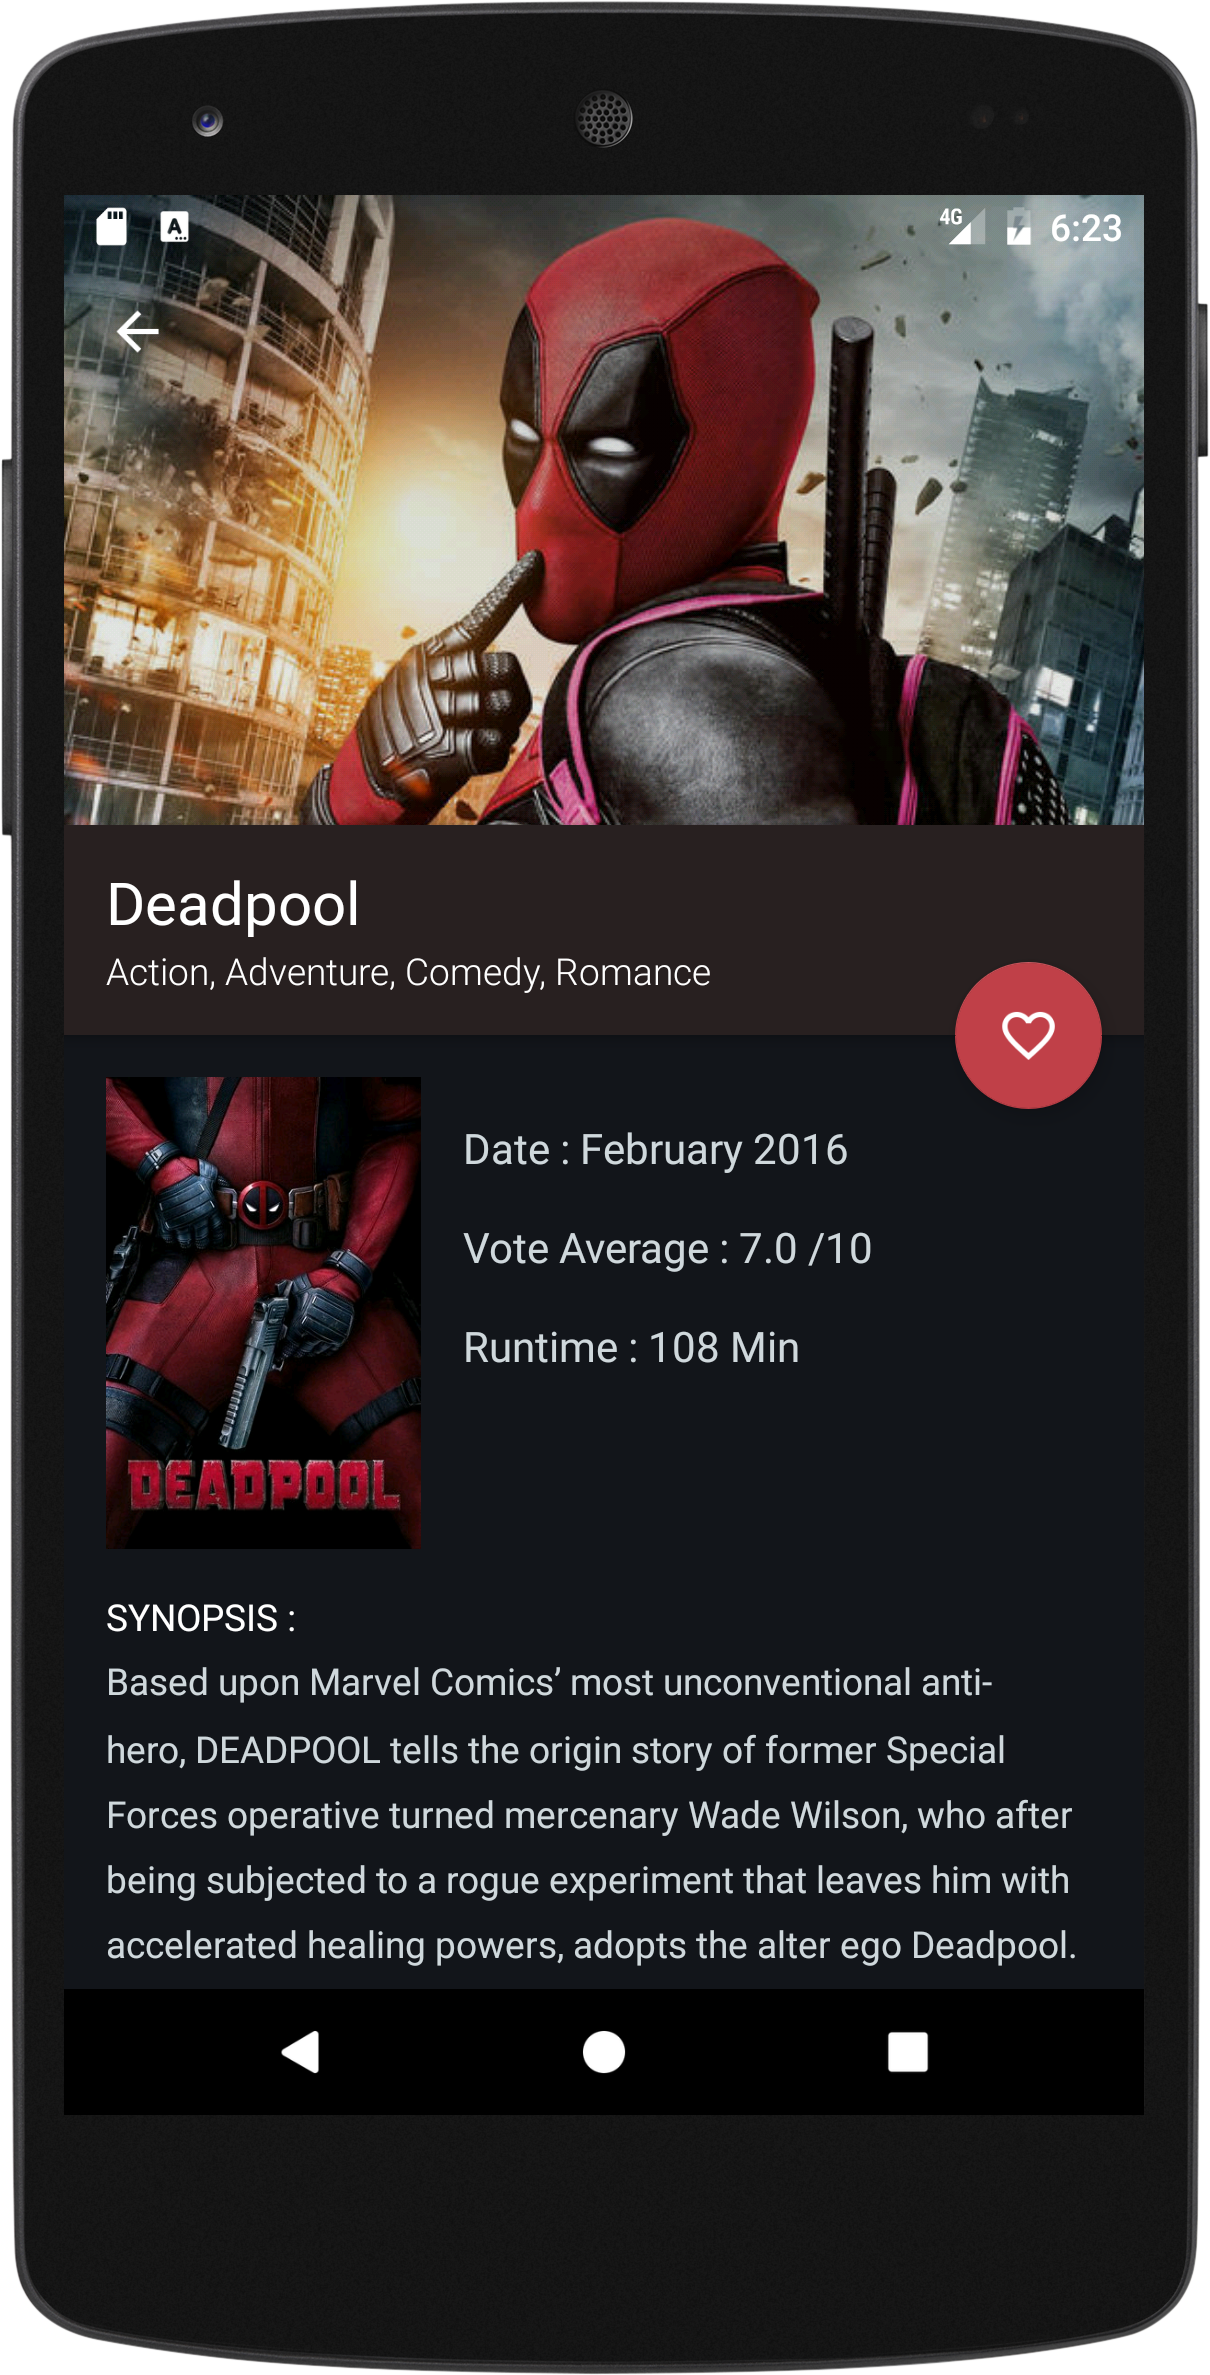 4G 6:23
A
Deadpool
Action, Adventure, Comedy, Romance
Date : February 2016
Vote Average : 7.0 /10
Runtime : 108 Min
DEADPOOL
SYNOPSIS :
Based upon Marvel Comics’ most unconventional anti-
hero, DEADPOOL tells the origin story of former Special
Forces operative turned mercenary Wade Wilson, who after
being subjected to a rogue experiment that leaves him with
accelerated healing powers, adopts the alter ego Deadpool.